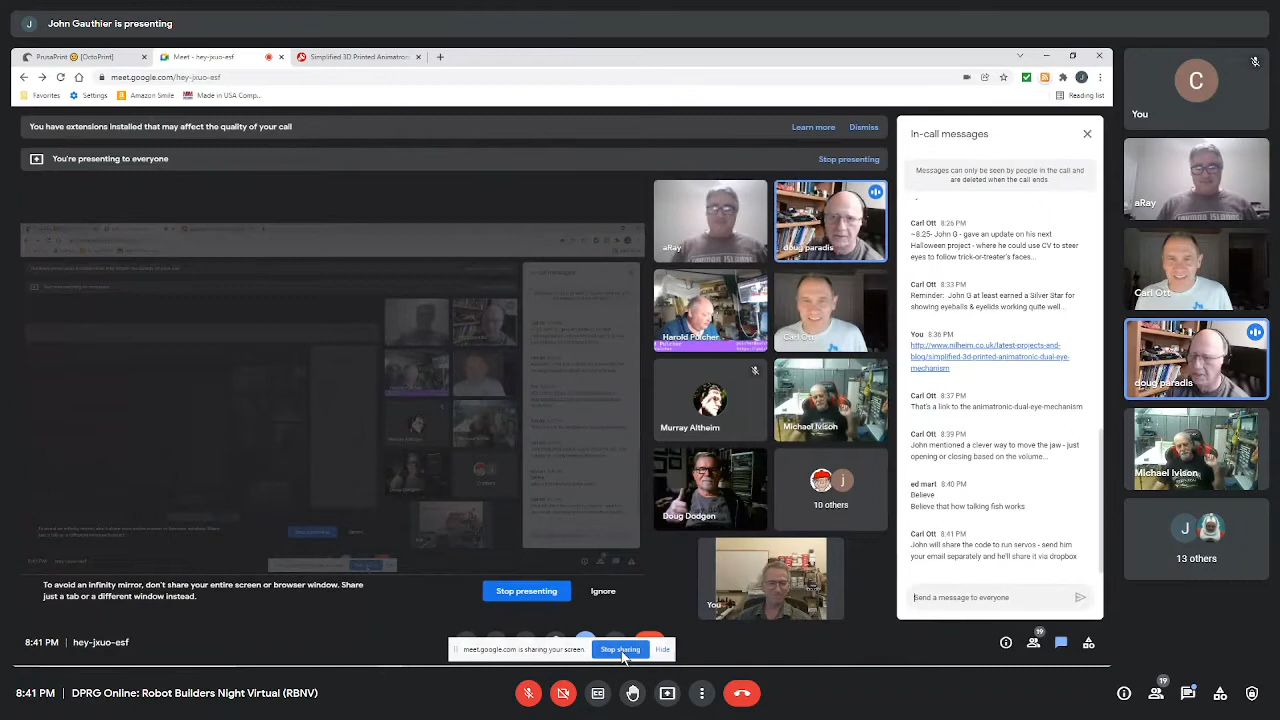 J John Gauthier is presenting
PrusaPrint [OctoPrint]
Meet - hey-jxuo-esf
Simplified 3D Printed Animatronic
meet.google.com/hey-jxuo-esf
Favorites
Settings
Amazon Smile
Made in USA Comp...
Reading list
You have extensions installed that may affect the quality of your call
Learn more
Dismiss
You're presenting to everyone
Stop presenting
aRay
doug paradis
Harold Pulcher
Carl Ott
Murray Altheim
Michael Ivison
Doug Dodgen
j
10 others
You
To avoid an infinity mirror, don't share your entire screen or browser window. Share
just a tab or a different window instead.
Stop presenting
Ignore
8:41 PM | hey-jxuo-esf
meet.google.com is sharing your screen.
Stop sharing
Hide
In-call messages
Messages can only be seen by people in the call and
are deleted when the call ends
Carl Ott 8:26 PM
~8:25- John G - gave an update on his next
Halloween project - where he could use CV to steer
eyes to follow trick-or-treater's faces...
Carl Ott 8:33 PM
Reminder: John G at least earned a Silver Star for
showing eyeballs & eyelids working quite well...
You 8:36 PM
http://www.nilheim.co.uk/latest-projects-and-
blog/simplified-3d-printed-animatronic-dual-eye-
mechanism
Carl Ott 8:37 PM
That's a link to the animatronic-dual-eye-mechanism
Carl Ott 8:39 PM
John mentioned a clever way to move the jaw - just
opening or closing based on the volume...
ed mart 8:40 PM
Believe
Believe that how talking fish works
Carl Ott 8:41 PM
John will share the code to run servos - send him
your email separately and he'll share it via dropbox
Send a message to everyone
19
C
You
aRay
Carl Ott
doug paradis
Michael Ivison
J
13 others
8:41 PM | DPRG Online: Robot Builders Night Virtual (RBNV)
19